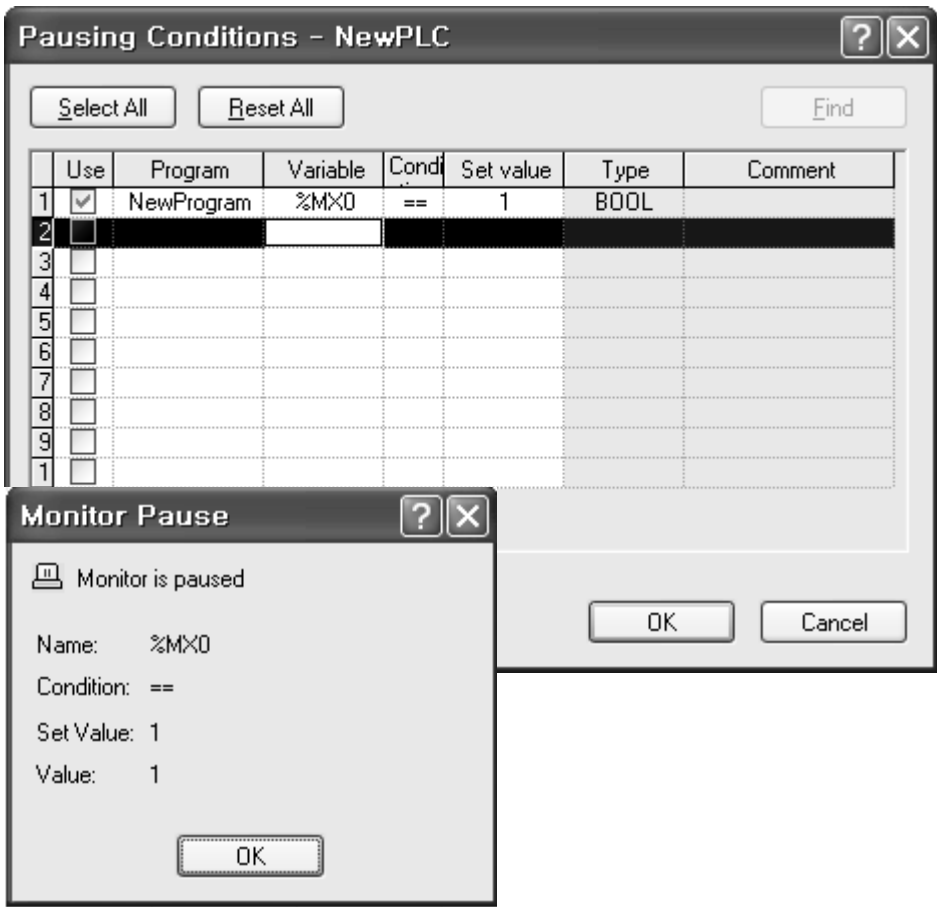 Pausing Conditions - NewPLC
Select All Reset All Find
Use Program Variable Condi Set value Type Comment
1 NewProgram %MX0 == 1 BOOL
2
3
4
5
6
7
8
9
1
Monitor Pause
Monitor is paused
Name: %MX0
Condition: ==
Set Value: 1
Value: 1
OK
OK Cancel